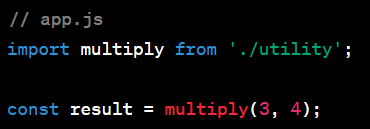 // app.js
import multiply from './utility';
const result = multiply(3, 4);